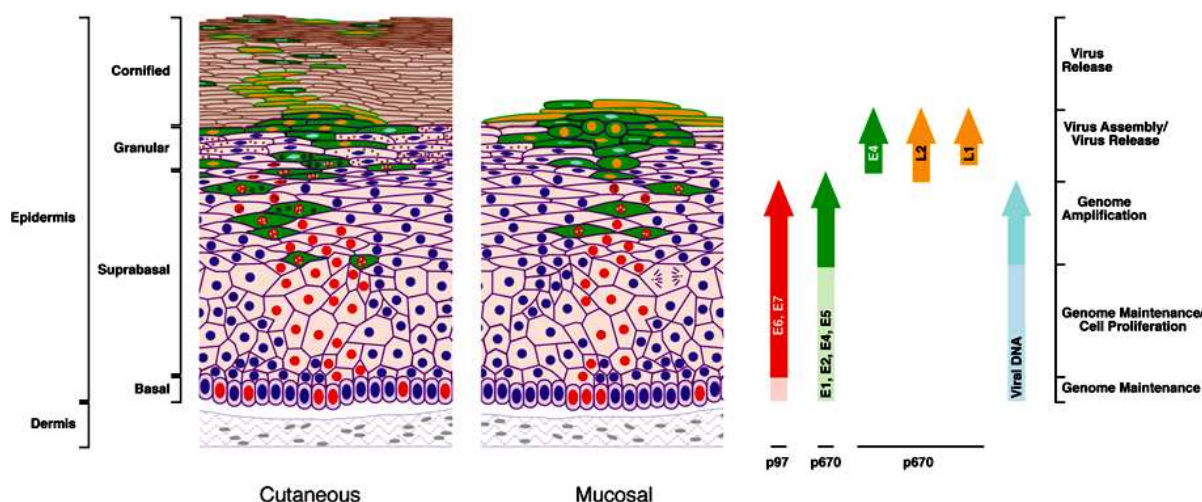 Epidermis
Dermis
Cornified
Granular
Suprabasal
Basal
Cutaneous
Mucosal
E6, E7
E1, E2, E4, E5
E4
L2
L1
Viral DNA
p97
p670
p670
Virus
Release
Virus Assembly/
Virus Release
Genome
Amplification
Genome Maintenance/
Cell Proliferation
Genome Maintenance